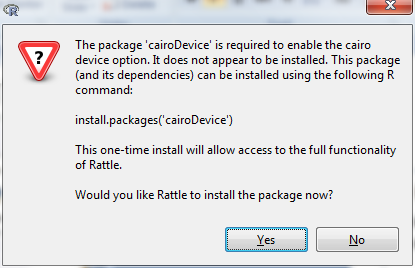 The package 'cairoDevice' is required to enable the cairo
device option. It does not appear to be installed. This package
(and its dependencies) can be installed using the following R
command:
install.packages('cairoDevice')
This one-time install will allow access to the full functionality
of Rattle.
Would you like Rattle to install the package now?
Yes
No